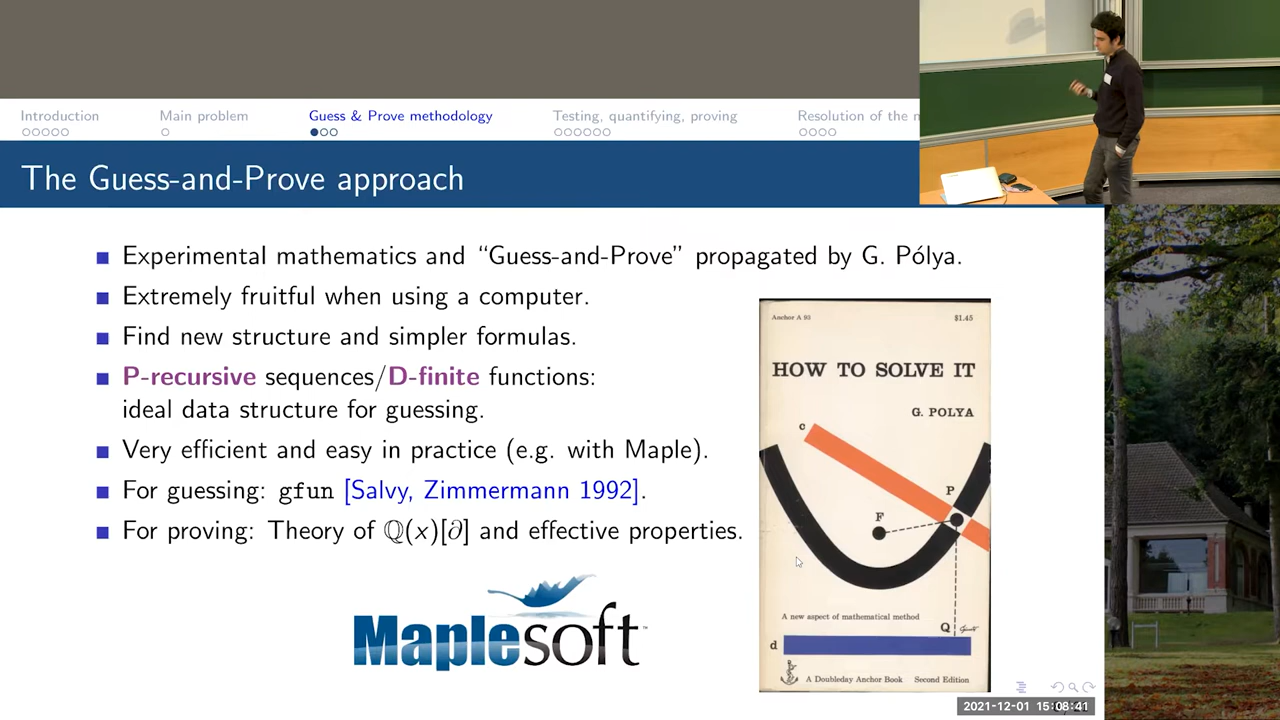 Introduction
Main problem
Guess & Prove methodology
Testing, quantifying, proving
Resolution of the
The Guess-and-Prove approach
■ Experimental mathematics and “Guess-and-Prove” propagated by G. Pólya.
■ Extremely fruitful when using a computer.
■ Find new structure and simpler formulas.
■ P-recursive sequences/D-finite functions:
ideal data structure for guessing.
■ Very efficient and easy in practice (e.g. with Maple).
■ For guessing: gfun [Salvy, Zimmermann 1992].
■ For proving: Theory of ℚ(x)[∂] and effective properties.
Maplesoft™
Anchor A 93 $1.45
HOW TO SOLVE IT
G. POLYA
c
P
F
A new aspect of mathematical method
Q
d
A Doubleday Anchor Book Second Edition
2021-12-01 15:08:41